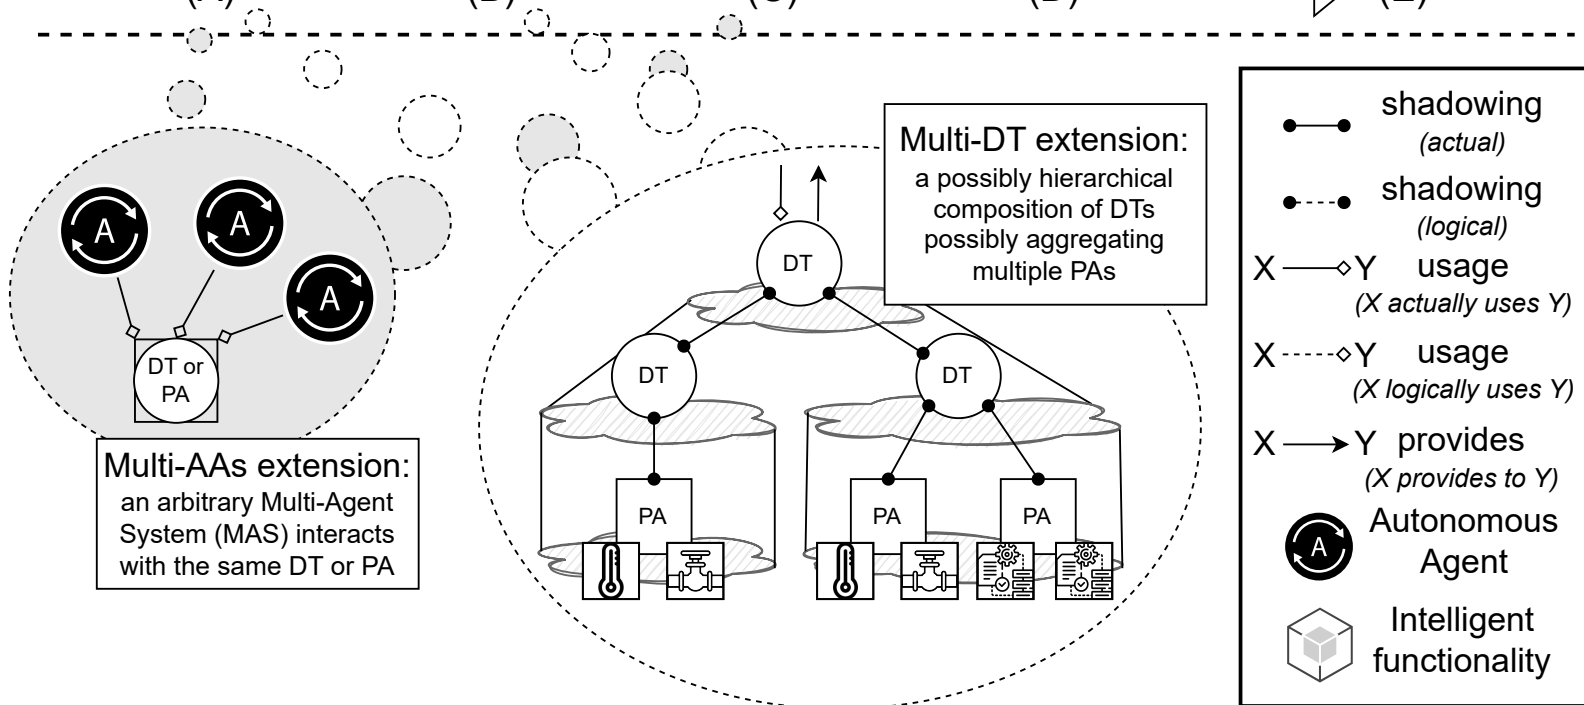 A
A
A
DT or
PA
Multi-AAs extension:
an arbitrary Multi-Agent
System (MAS) interacts
with the same DT or PA
Multi-DT extension:
a possibly hierarchical
composition of DTs
possibly aggregating
multiple PAs
DT
DT
DT
PA
PA
PA
shadowing
(actual)
shadowing
(logical)
X Y usage
(X actually uses Y)
X Y usage
(X logically uses Y)
X Y provides
(X provides to Y)
A
Autonomous
Agent
Intelligent
functionality